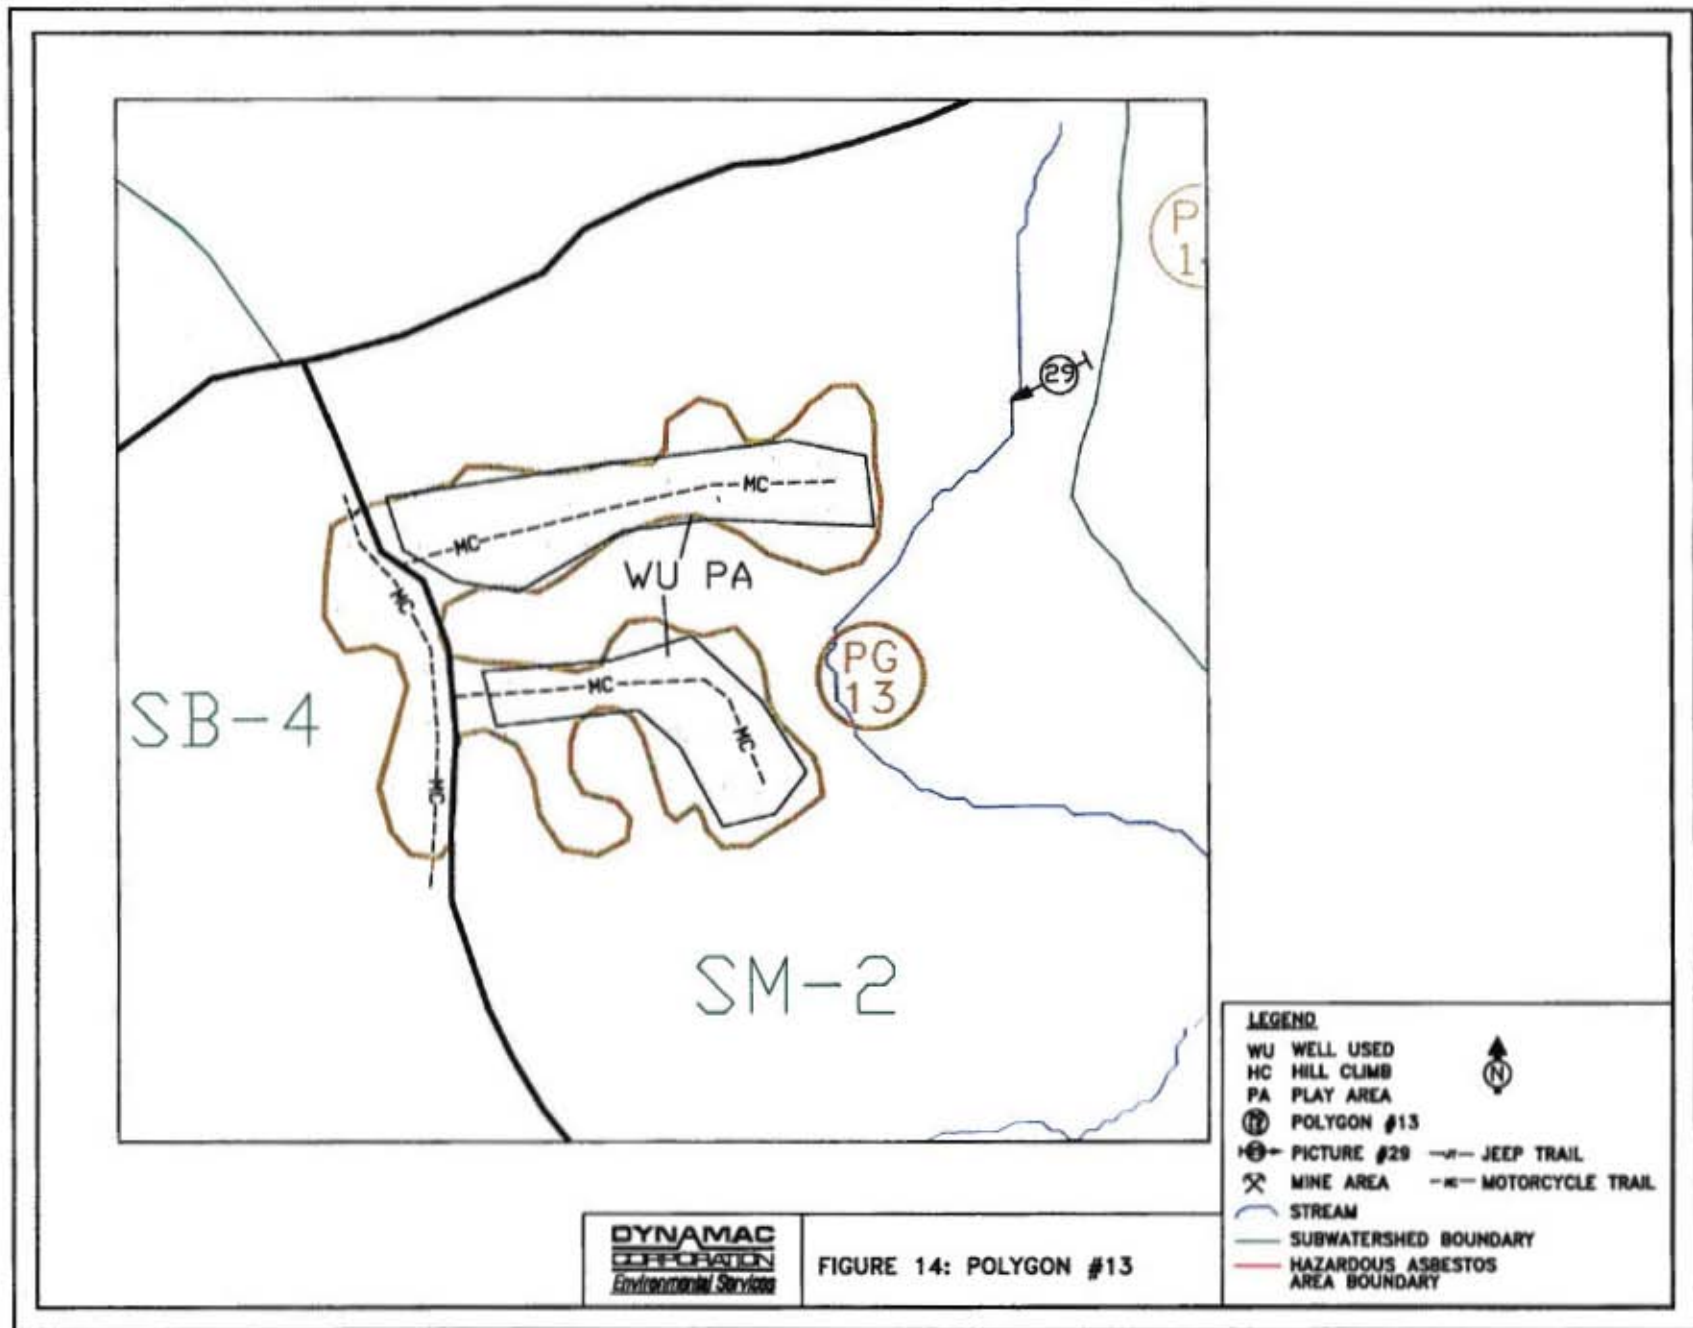 P
1
29
MC
MC
WU PA
MC
PG
13
MC
SB-4
MC
MC
SM-2
LEGEND
WU WELL USED
HC HILL CLIMB
PA PLAY AREA
N
POLYGON #13
PICTURE #29 JEEP TRAIL
MINE AREA MC MOTORCYCLE TRAIL
STREAM
SUBWATERSHED BOUNDARY
HAZARDOUS ASBESTOS
AREA BOUNDARY
DYNAMAC
CORPORATION
Environmental Services
FIGURE 14: POLYGON #13